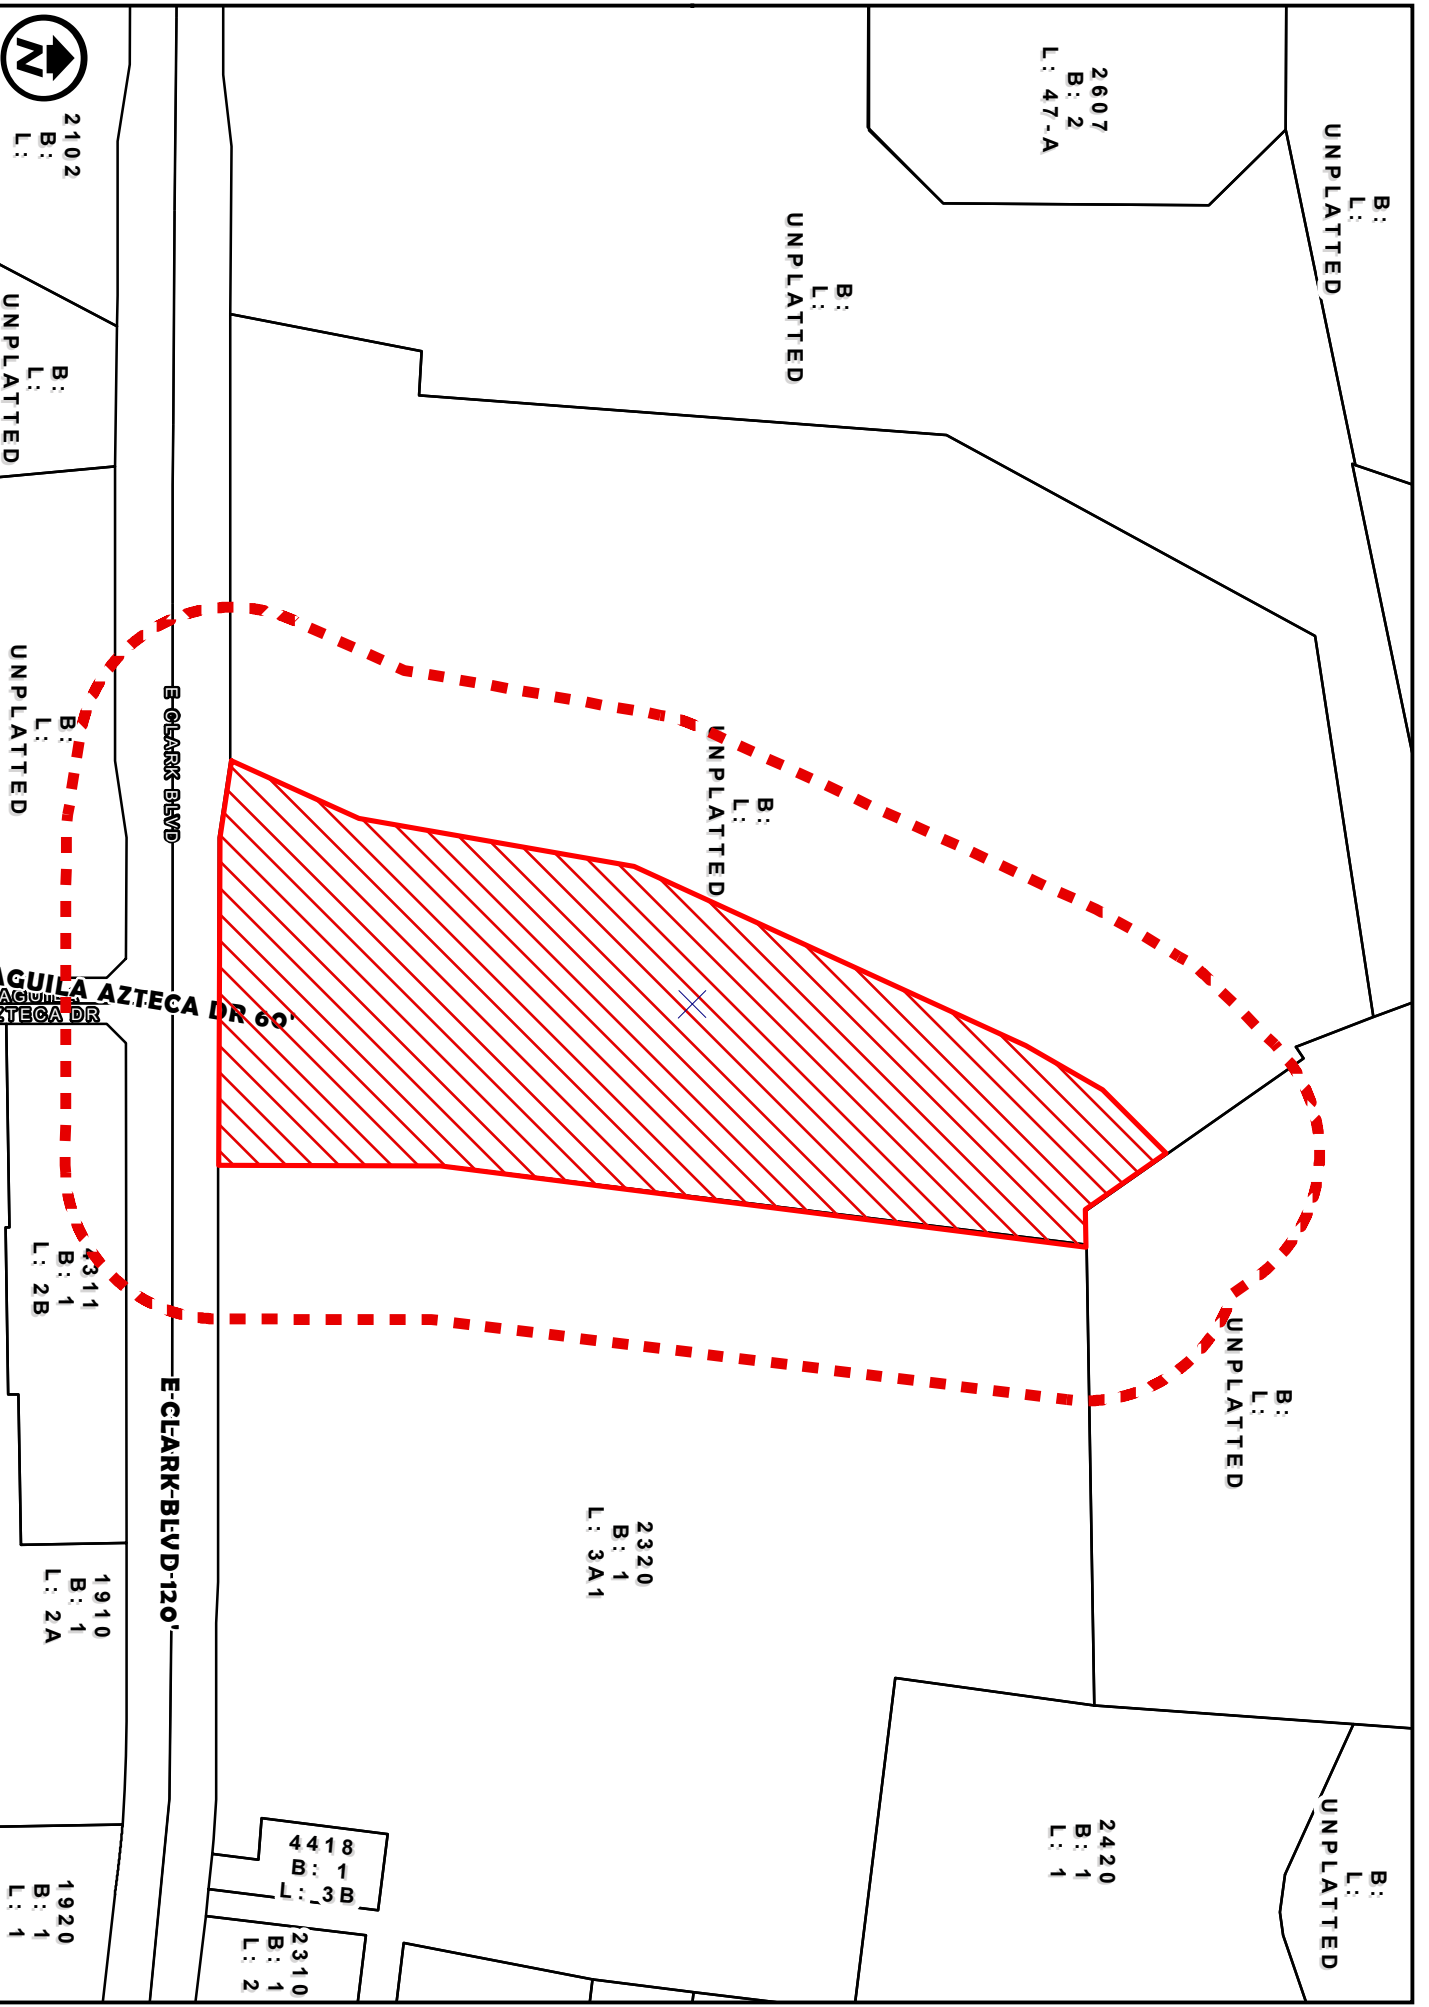 N
2102
B:
L:
B:
L:
UNPLATTED
B:
L:
UNPLATTED
2607
B: 2
L: 47-A
B:
L:
UNPLATTED
B:
L:
UNPLATTED
B:
L:
UNPLATTED
E CLARK BLVD
AGUILA AZTECA DR 60'
AGUILA
ZTECA DR
4311
B: 1
L: 2B
E-CLARK-BLVD-120'
B:
L:
UNPLATTED
2320
B: 1
L: 3A1
1910
B: 1
L: 2A
2420
B: 1
L: 1
B:
L:
UNPLATTED
4418
B: 1
L: 3B
2310
B: 1
L: 2
1920
B: 1
L: 1